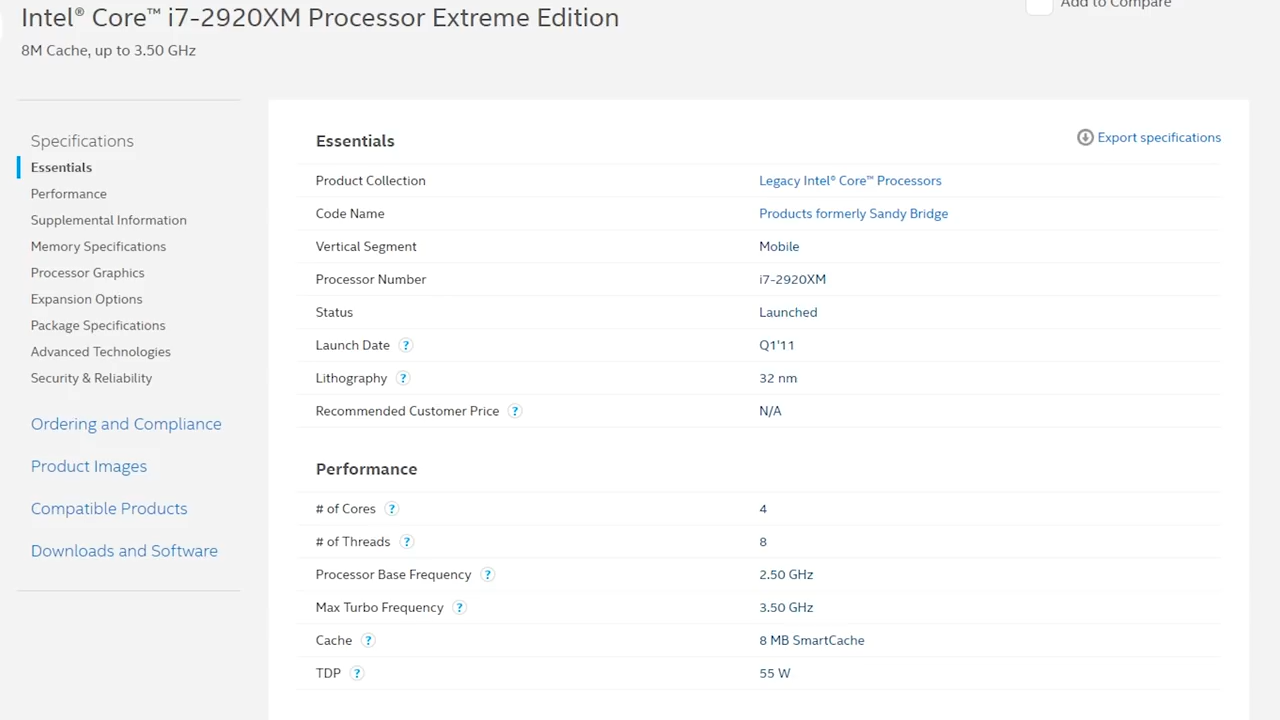 Intel® Core™ i7-2920XM Processor Extreme Edition
Add to Compare
8M Cache, up to 3.50 GHz
Specifications
Essentials
Performance
Supplemental Information
Memory Specifications
Processor Graphics
Expansion Options
Package Specifications
Advanced Technologies
Security & Reliability
Ordering and Compliance
Product Images
Compatible Products
Downloads and Software
Essentials
Export specifications
Product Collection Legacy Intel® Core™ Processors
Code Name Products formerly Sandy Bridge
Vertical Segment Mobile
Processor Number i7-2920XM
Status Launched
Launch Date ? Q1'11
Lithography ? 32 nm
Recommended Customer Price ? N/A
Performance
# of Cores ? 4
# of Threads ? 8
Processor Base Frequency ? 2.50 GHz
Max Turbo Frequency ? 3.50 GHz
Cache ? 8 MB SmartCache
TDP ? 55 W